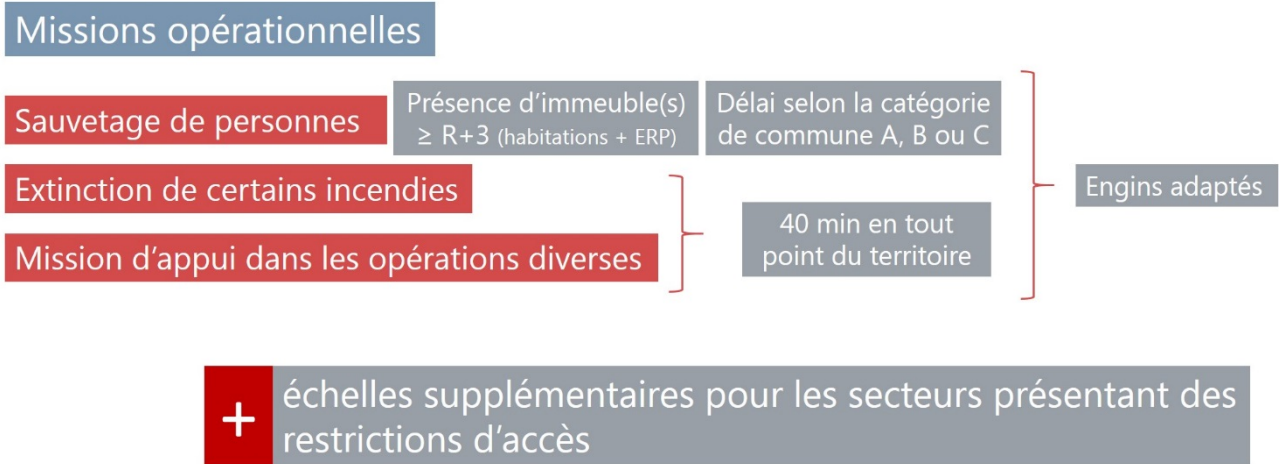 Missions opérationnelles
Sauvetage de personnes
Présence d'immeuble(s)
≥ R+3 (habitations + ERP)
Délai selon la catégorie
de commune A, B ou C
Extinction de certains incendies
Mission d'appui dans les opérations diverses
40 min en tout
point du territoire
Engins adaptés
+
échelles supplémentaires pour les secteurs présentant des
restrictions d'accès